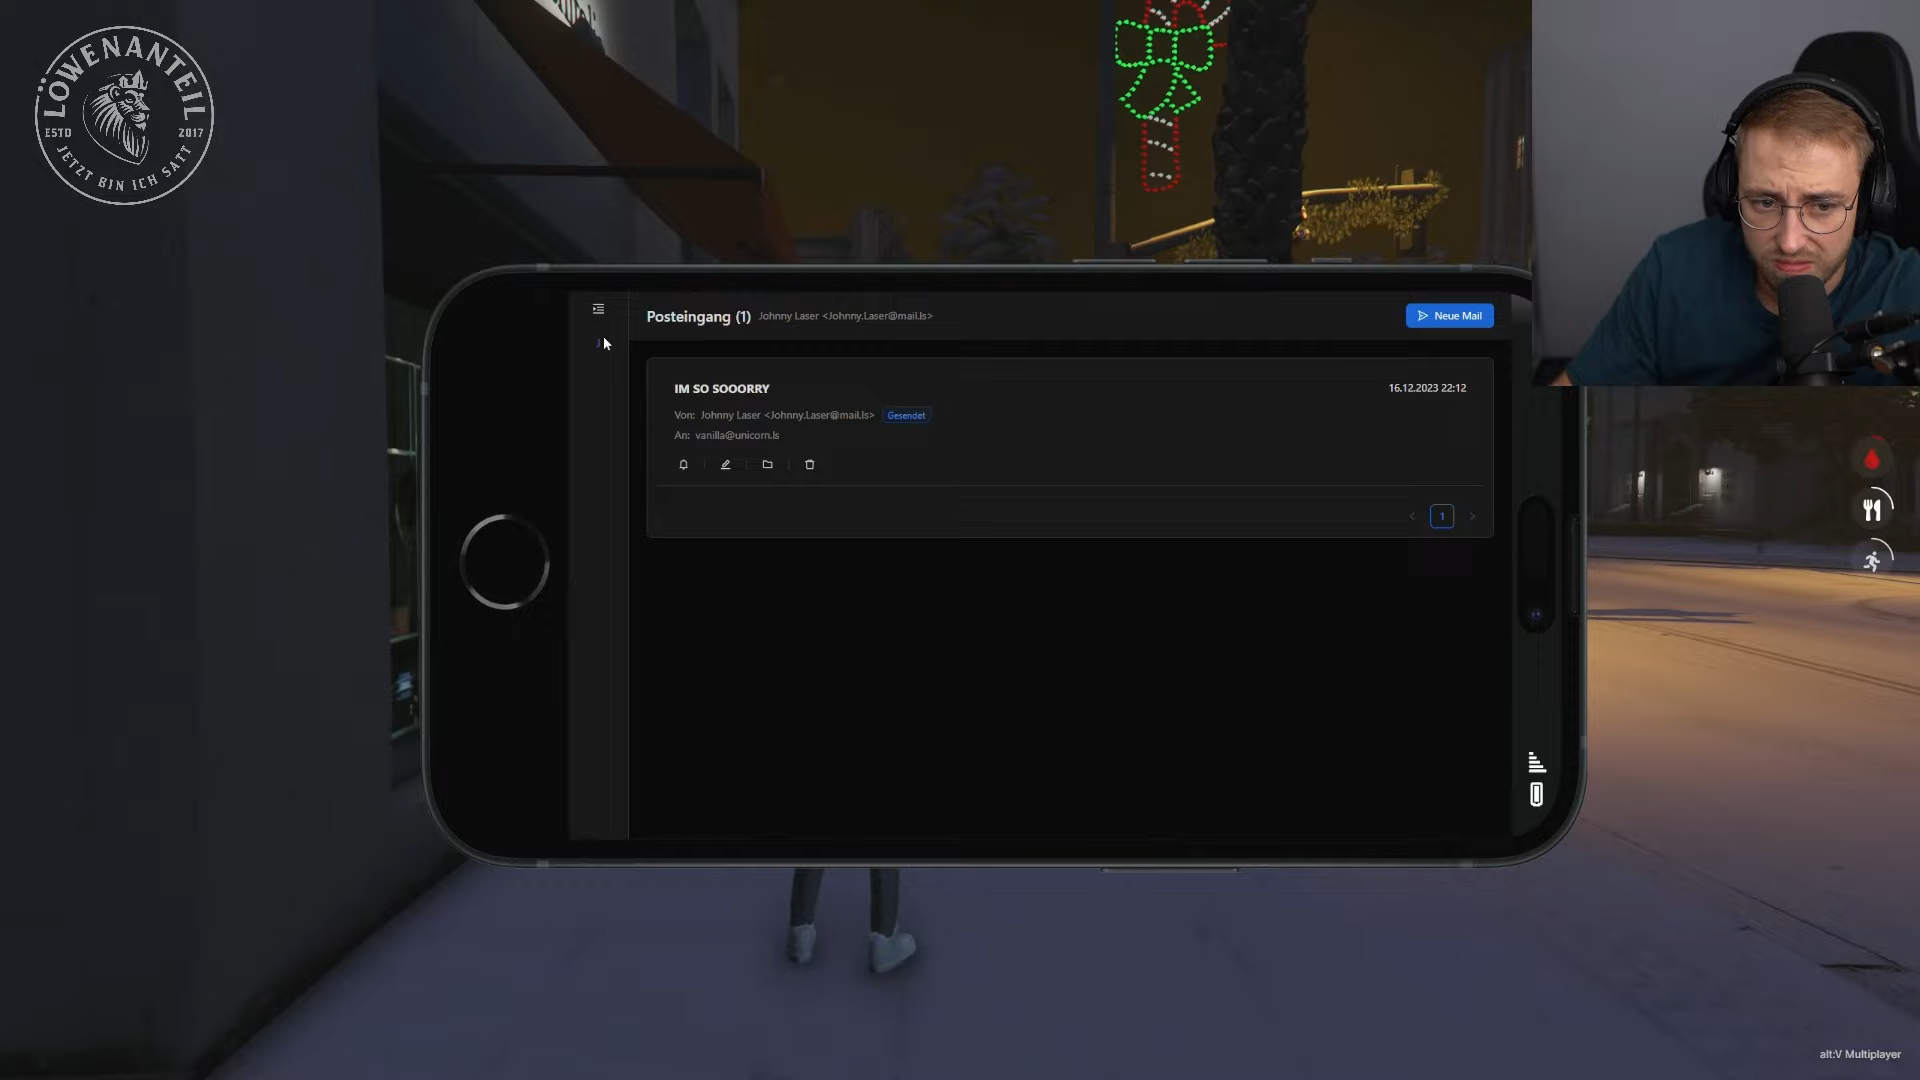 LÖWENANTEIL
ESTD 2017
JETZT BIN ICH SATT
Posteingang (1) Johnny Laser <Johnny.Laser@mail.ls>
Neue Mail
J
IM SO SOOORRY
16.12.2023 22:12
Von: Johnny Laser <Johnny.Laser@mail.ls> Gesendet
An: vanilla@unicorn.ls
< 1 >
alt:V Multiplayer